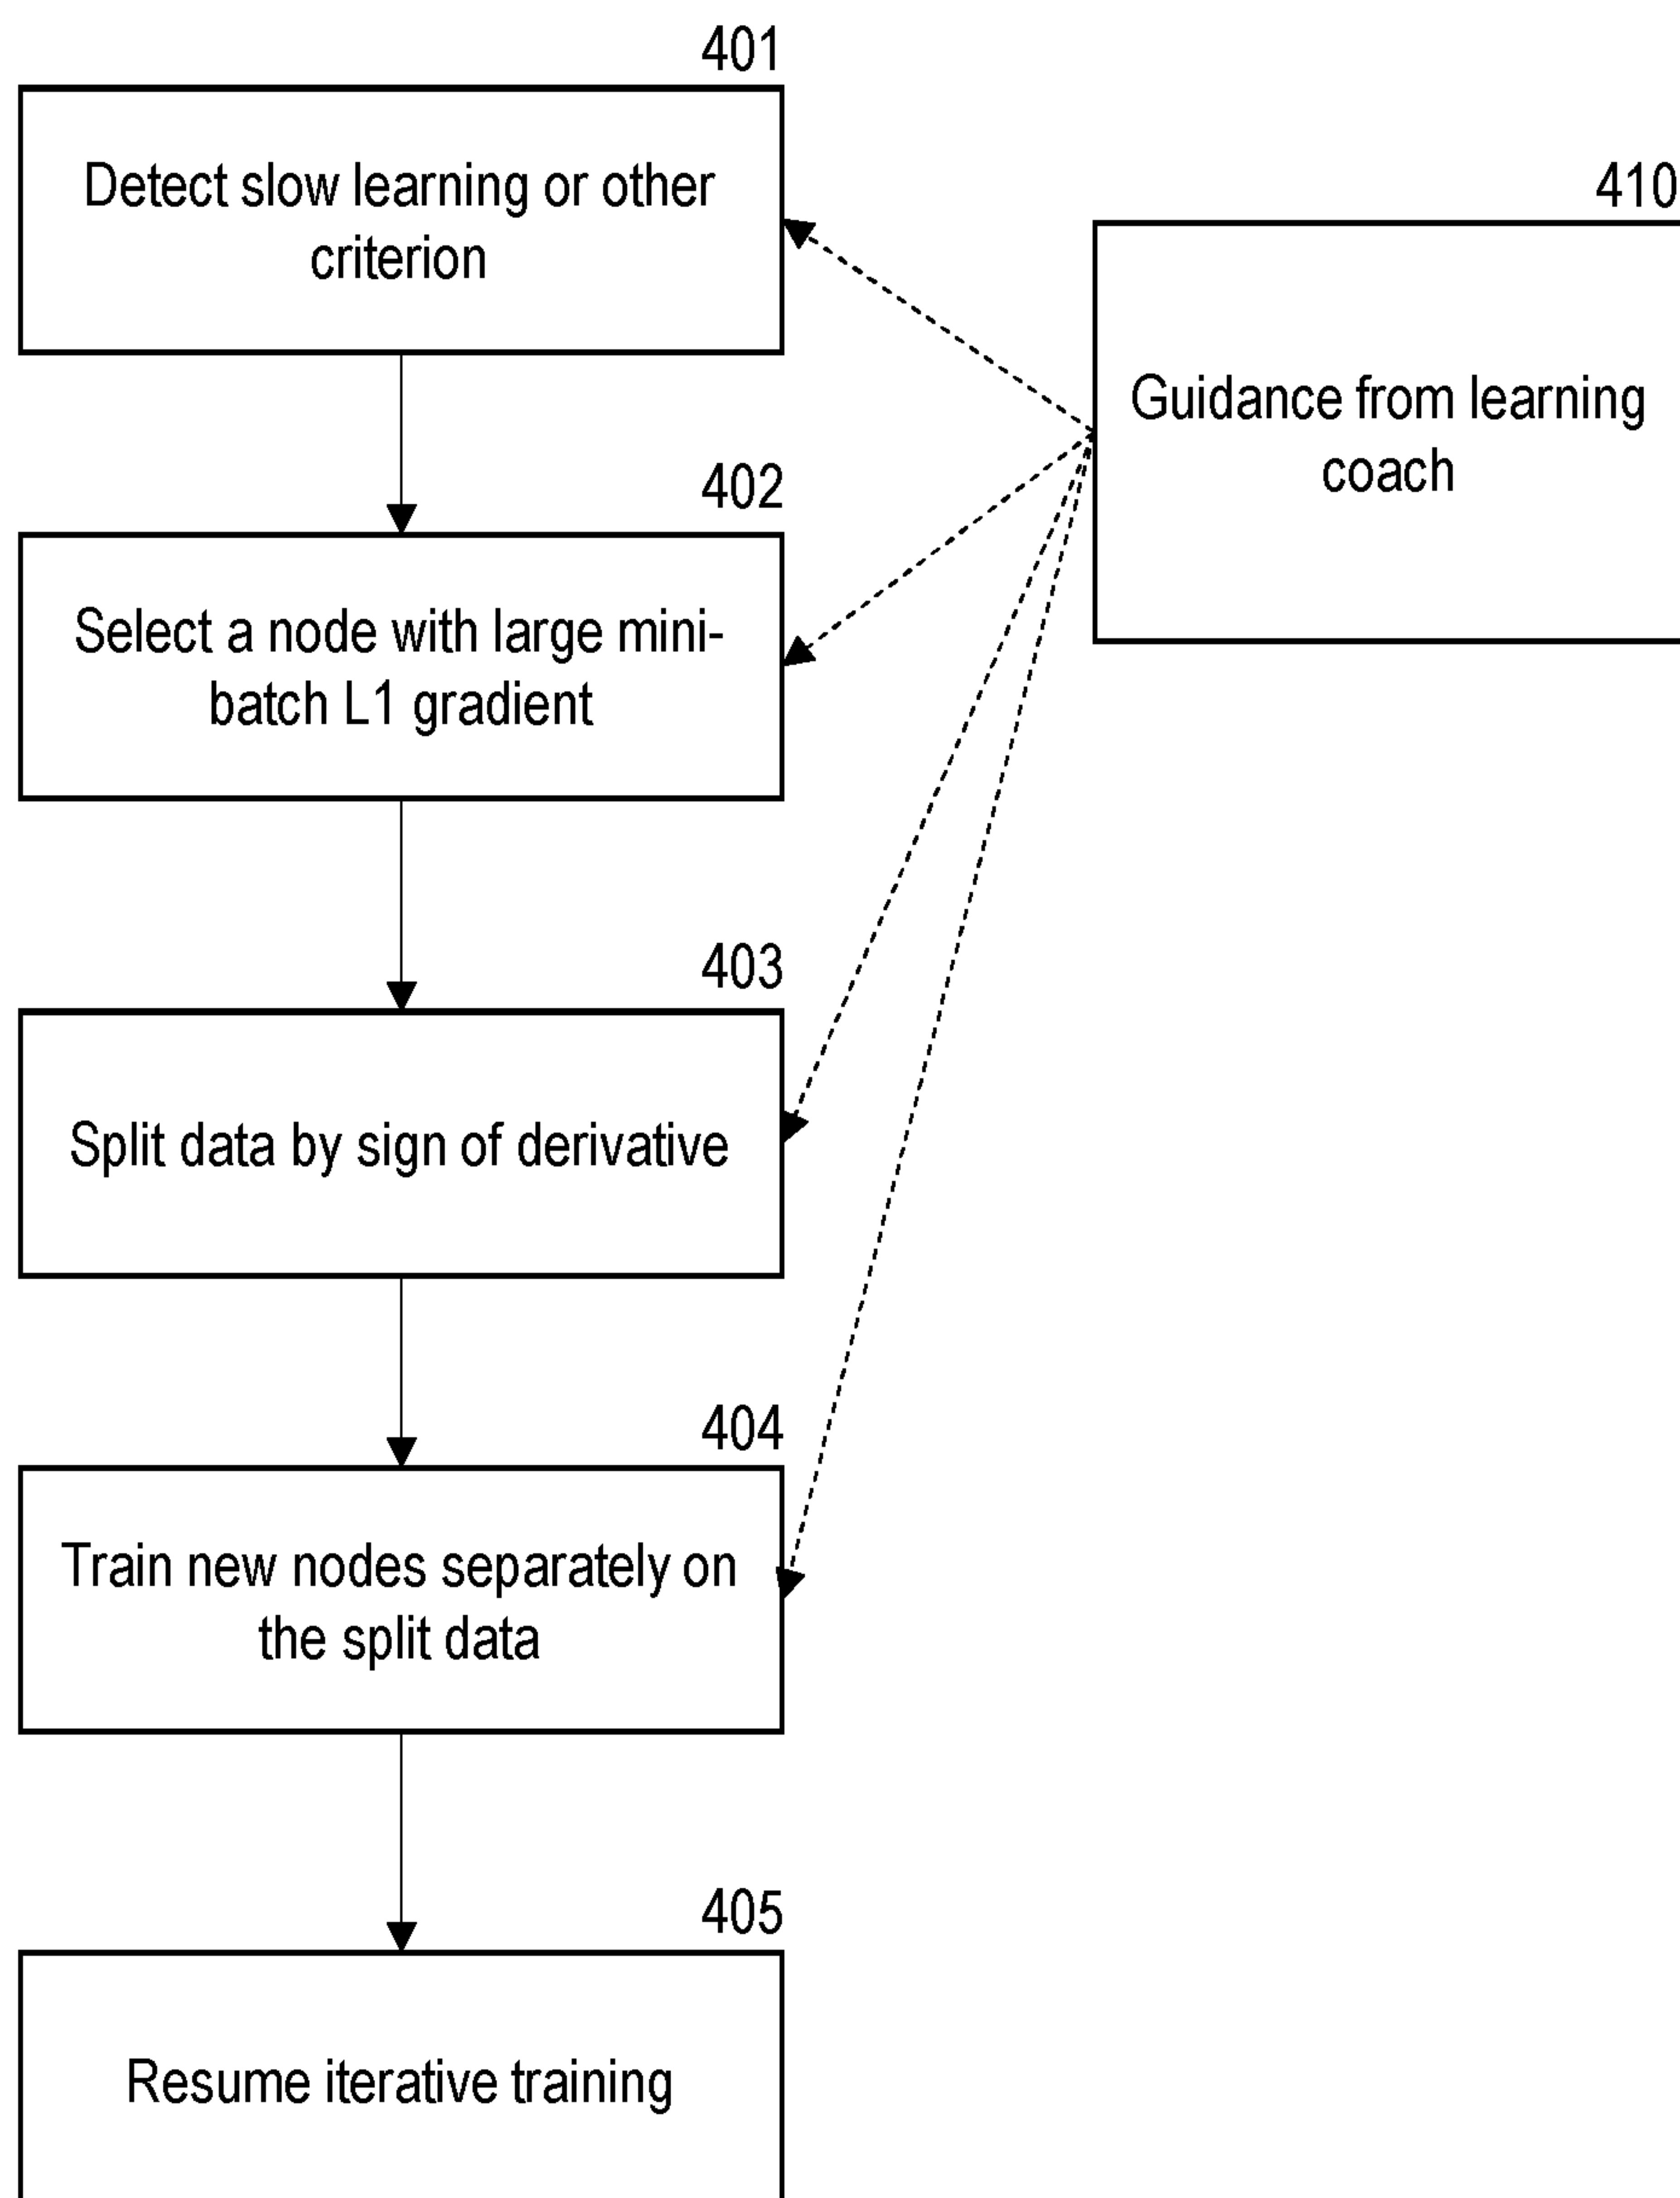 401
Detect slow learning or other
criterion
410
Guidance from learning
coach
402
Select a node with large mini-
batch L1 gradient
403
Split data by sign of derivative
404
Train new nodes separately on
the split data
405
Resume iterative training